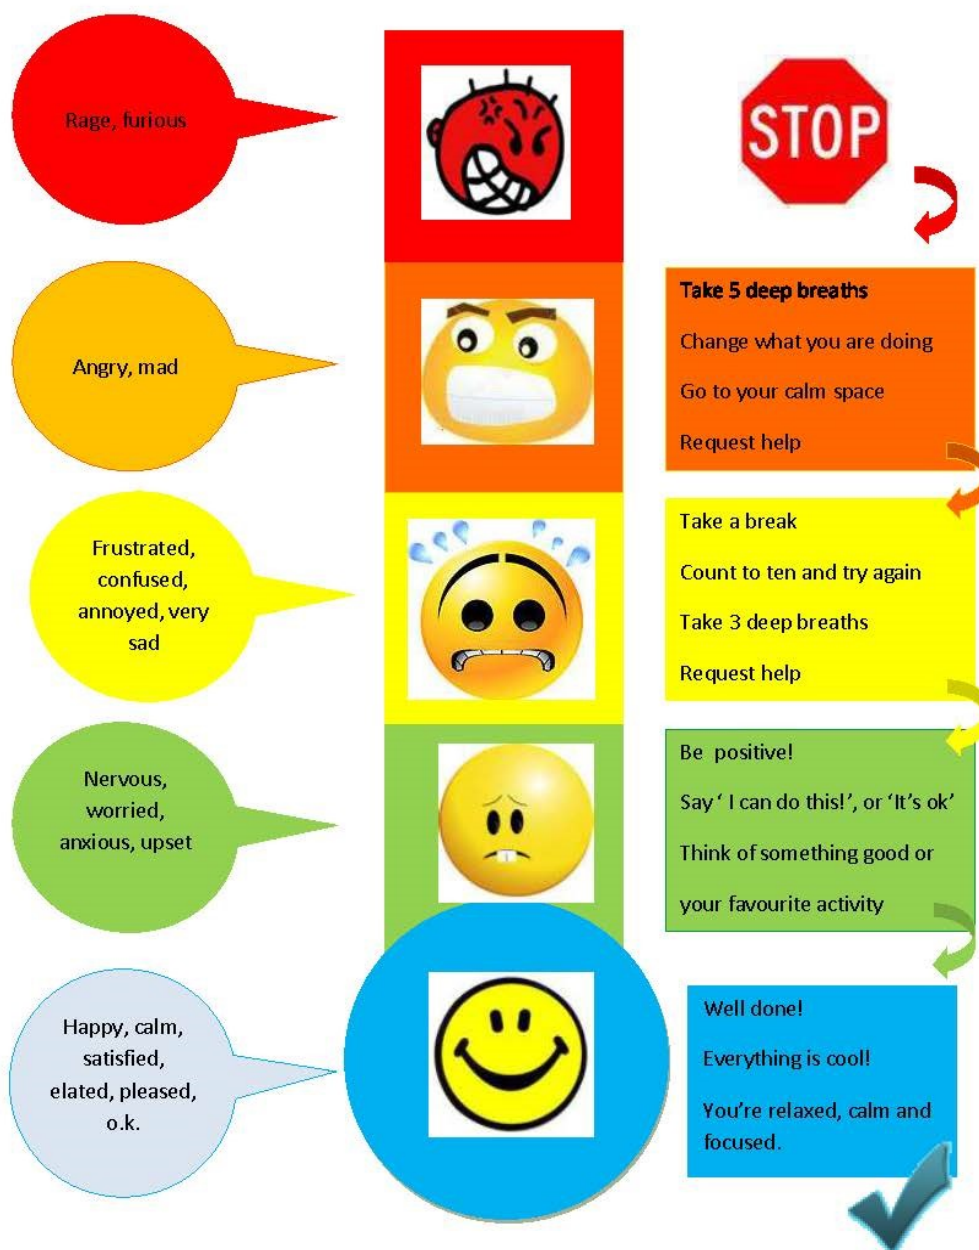 Rage, furious
STOP
Angry, mad
Take 5 deep breaths
Change what you are doing
Go to your calm space
Request help
Frustrated,
confused,
annoyed, very
sad
Take a break
Count to ten and try again
Take 3 deep breaths
Request help
Nervous,
worried,
anxious, upset
Be  positive!
Say ‘ I can do this!’, or ‘It’s ok’
Think of something good or
your favourite activity
Happy, calm,
satisfied,
elated, pleased,
o.k.
Well done!
Everything is cool!
You’re relaxed, calm and
focused.